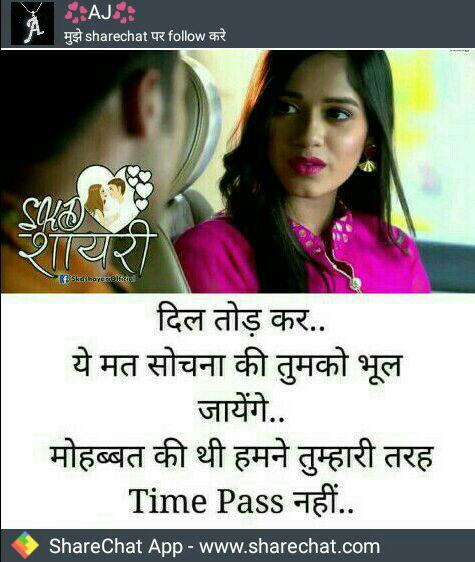 💞AJ💞
मुझे sharechat पर follow करे
SKD
शायरी
दिल तोड़ कर..
ये मत सोचना की तुमको भूल
जायेंगे..
मोहब्बत की थी हमने तुम्हारी तरह
Time Pass नहीं..
ShareChat App - www.sharechat.com